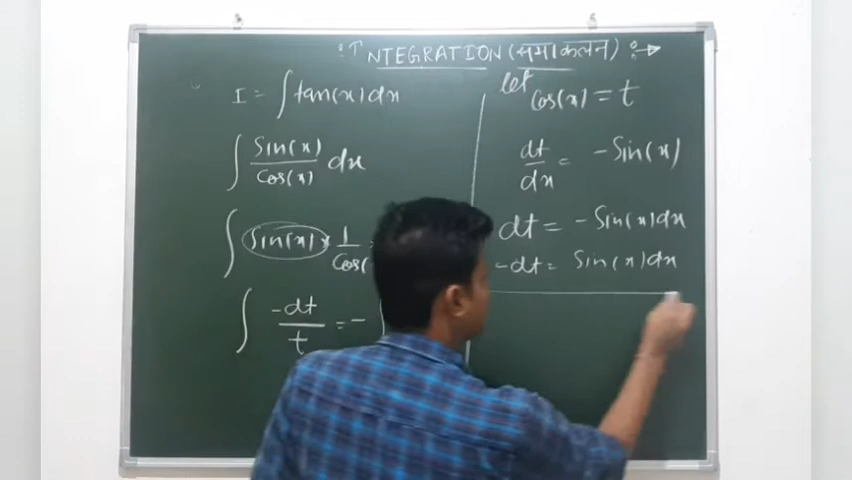 INTEGRATION (समाकलन)
I = ∫tan(x)dx
∫ Sin(x)/Cos(x) dx
∫ Sin(x) × 1/Cos(
∫ -dt/t = - ∫
let Cos(x) = t
dt/dx = -Sin(x)
dt = -Sin(x)dx
-dt = Sin(x)dx